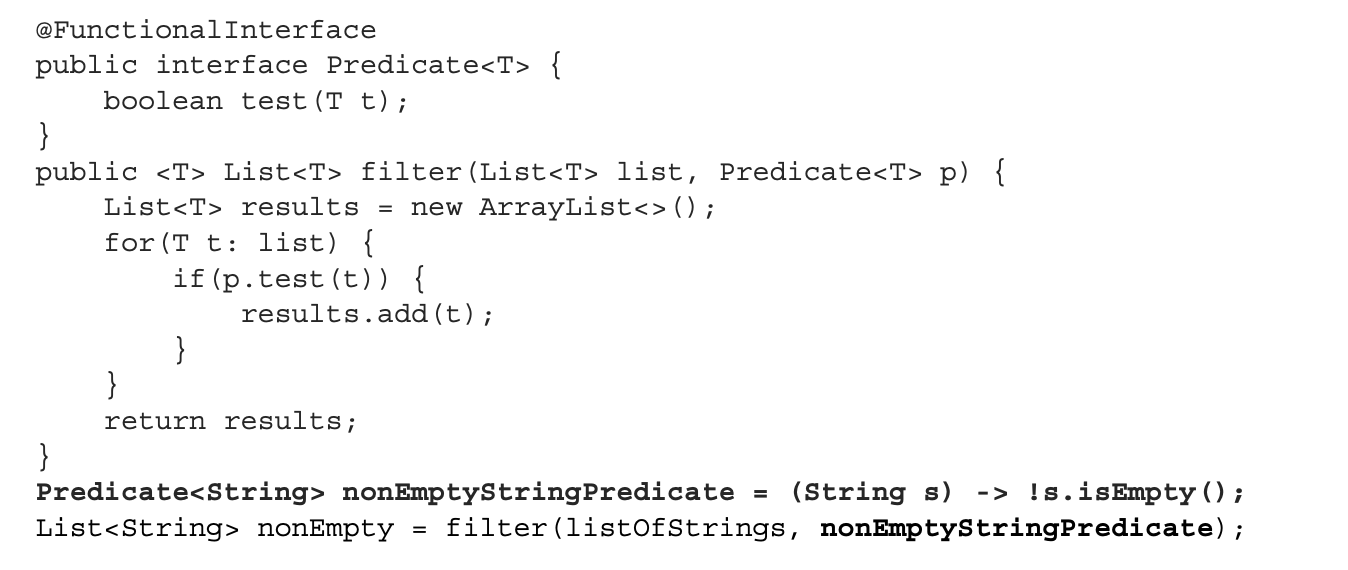 @FunctionalInterface
public interface Predicate<T> {
    boolean test(T t);
}
public <T> List<T> filter(List<T> list, Predicate<T> p) {
    List<T> results = new ArrayList<>();
    for(T t: list) {
        if(p.test(t)) {
            results.add(t);
        }
    }
    return results;
}
Predicate<String> nonEmptyStringPredicate = (String s) -> !s.isEmpty();
List<String> nonEmpty = filter(listOfStrings, nonEmptyStringPredicate);